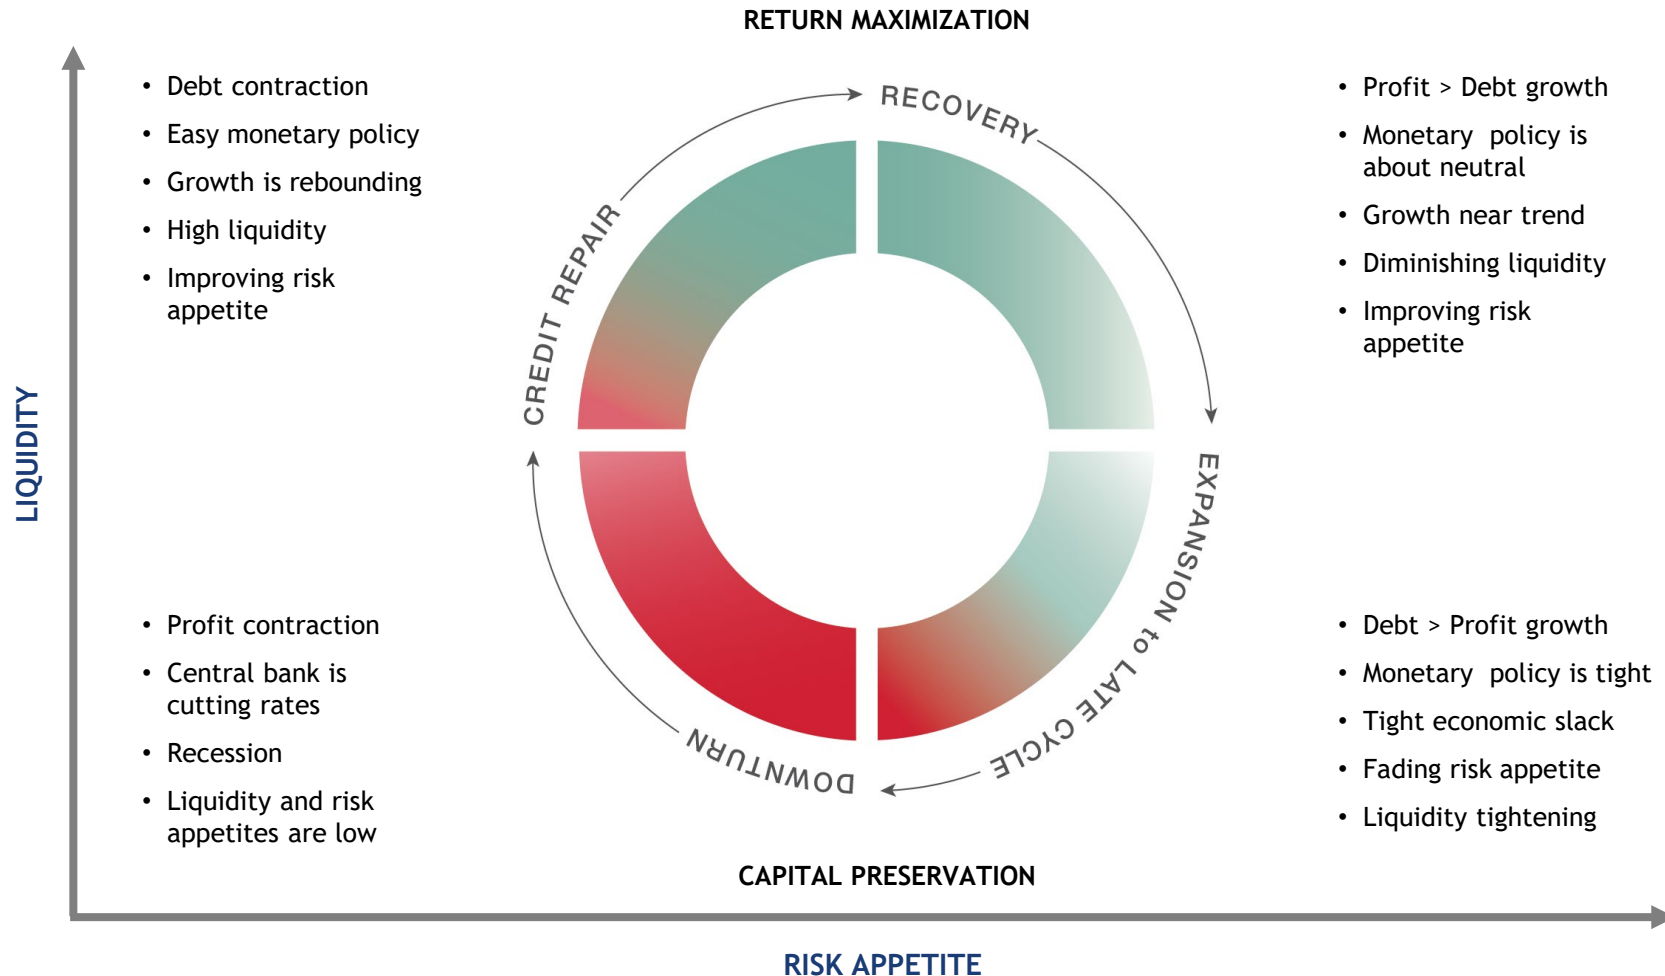 RETURN MAXIMIZATION
• Debt contraction
• Easy monetary policy
• Growth is rebounding
• High liquidity
• Improving risk
appetite
• Profit > Debt growth
• Monetary  policy is
about neutral
• Growth near trend
• Diminishing liquidity
• Improving risk
appetite
CREDIT REPAIR
RECOVERY
EXPANSION to LATE CYCLE
DOWNTURN
LIQUIDITY
• Profit contraction
• Central bank is
cutting rates
• Recession
• Liquidity and risk
appetites are low
• Debt > Profit growth
• Monetary  policy is tight
• Tight economic slack
• Fading risk appetite
• Liquidity tightening
CAPITAL PRESERVATION
RISK APPETITE